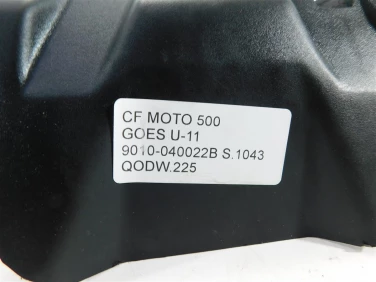 CF MOTO 500
GOES U-11
9010-040022B S.1043
QODW.225